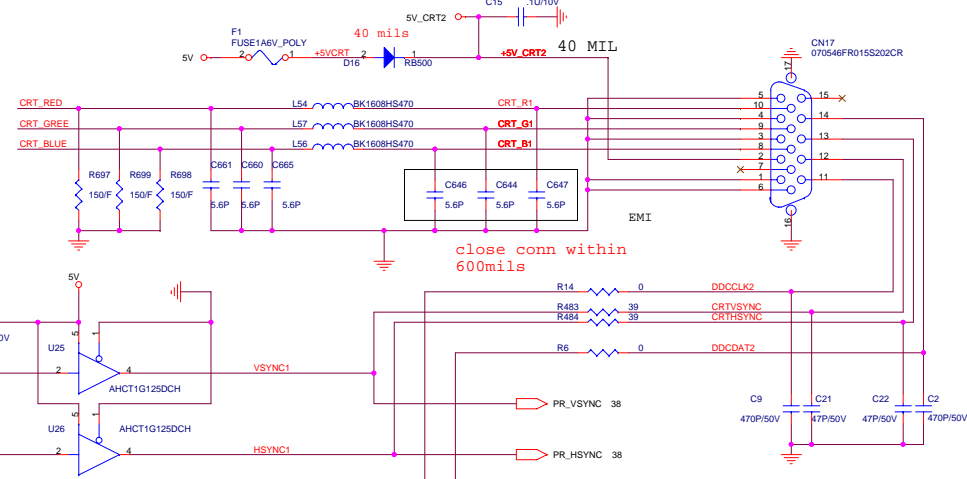 C15 .1U/10V
5V_CRT2
F1
FUSE1A6V_POLY
40 mils
40 MIL
CN17
070546FR015S202CR
5V 2 1 +5VCRT 2 1 +5V_CRT2
D16 RB500
17
CRT_RED L54 BK1608HS470 CRT_R1
CRT_GREE L57 BK1608HS470 CRT_G1
CRT_BLUE L56 BK1608HS470 CRT_B1
5 15
10
4 14
9
3 13
8
2 12
7
1 11
6
16
R697 R699 R698
150/F 150/F 150/F
C661 C660 C665
5.6P 5.6P 5.6P
C646 C644 C647
5.6P 5.6P 5.6P
EMI
close conn within
600mils
5V
R14 0 DDCCLK2
R483 39 CRTVSYNC
R484 39 CRTHSYNC
R6 0 DDCDAT2
0V
5 1
U25
2 4 VSYNC1
AHCT1G125DCH
PR_VSYNC 38
5 1
U26 AHCT1G125DCH
2 4 HSYNC1
PR_HSYNC 38
C9 C21 C22 C2
470P/50V 47P/50V 47P/50V 470P/50V